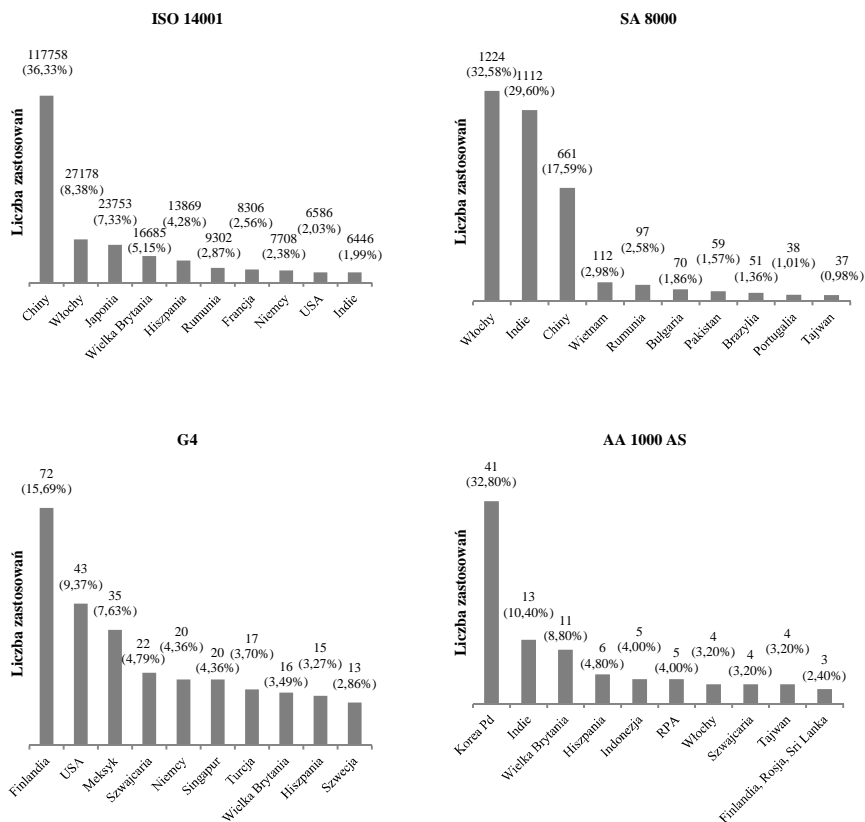 ISO 14001
Liczba zastosowań
117758
(36,33%)
27178
(8,38%)
23753
(7,33%)
16685
(5,15%)
13869
(4,28%)
9302
(2,87%)
8306
(2,56%)
7708
(2,38%)
6586
(2,03%)
6446
(1,99%)
Chiny
Włochy
Japonia
Wielka Brytania
Hiszpania
Rumunia
Francja
Niemcy
USA
Indie
SA 8000
Liczba zastosowań
1224
(32,58%)
1112
(29,60%)
661
(17,59%)
112
(2,98%)
97
(2,58%)
70
(1,86%)
59
(1,57%)
51
(1,36%)
38
(1,01%)
37
(0,98%)
Włochy
Indie
Chiny
Wietnam
Rumunia
Bułgaria
Pakistan
Brazylia
Portugalia
Tajwan
G4
Liczba zastosowań
72
(15,69%)
43
(9,37%)
35
(7,63%)
22
(4,79%)
20
(4,36%)
20
(4,36%)
17
(3,70%)
16
(3,49%)
15
(3,27%)
13
(2,86%)
Finlandia
USA
Meksyk
Szwajcaria
Niemcy
Singapur
Turcja
Wielka Brytania
Hiszpania
Szwecja
AA 1000 AS
Liczba zastosowań
41
(32,80%)
13
(10,40%)
11
(8,80%)
6
(4,80%)
5
(4,00%)
5
(4,00%)
4
(3,20%)
4
(3,20%)
4
(3,20%)
3
(2,40%)
Korea Pd
Indie
Wielka Brytania
Hiszpania
Indonezja
RPA
Włochy
Szwajcaria
Tajwan
Finlandia, Rosja, Sri Lanka